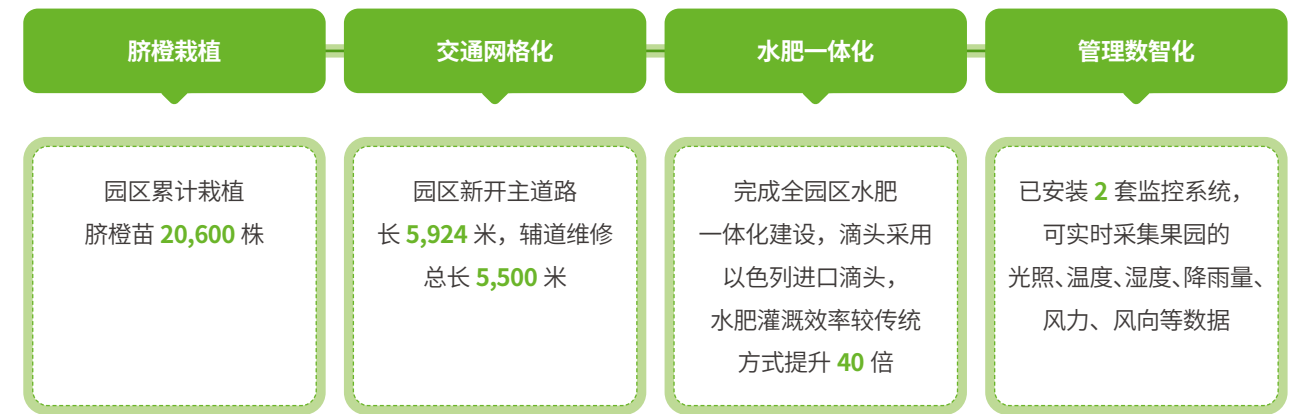 脐橙栽植
交通网格化
水肥一体化
管理数智化
园区累计栽植
脐橙苗 20,600 株
园区新开主道路
长 5,924 米，辅道维修
总长 5,500 米
完成全园区水肥
一体化建设，滴头采用
以色列进口滴头，
水肥灌溉效率较传统
方式提升 40 倍
已安装 2 套监控系统，
可实时采集果园的
光照、温度、湿度、降雨量、
风力、风向等数据